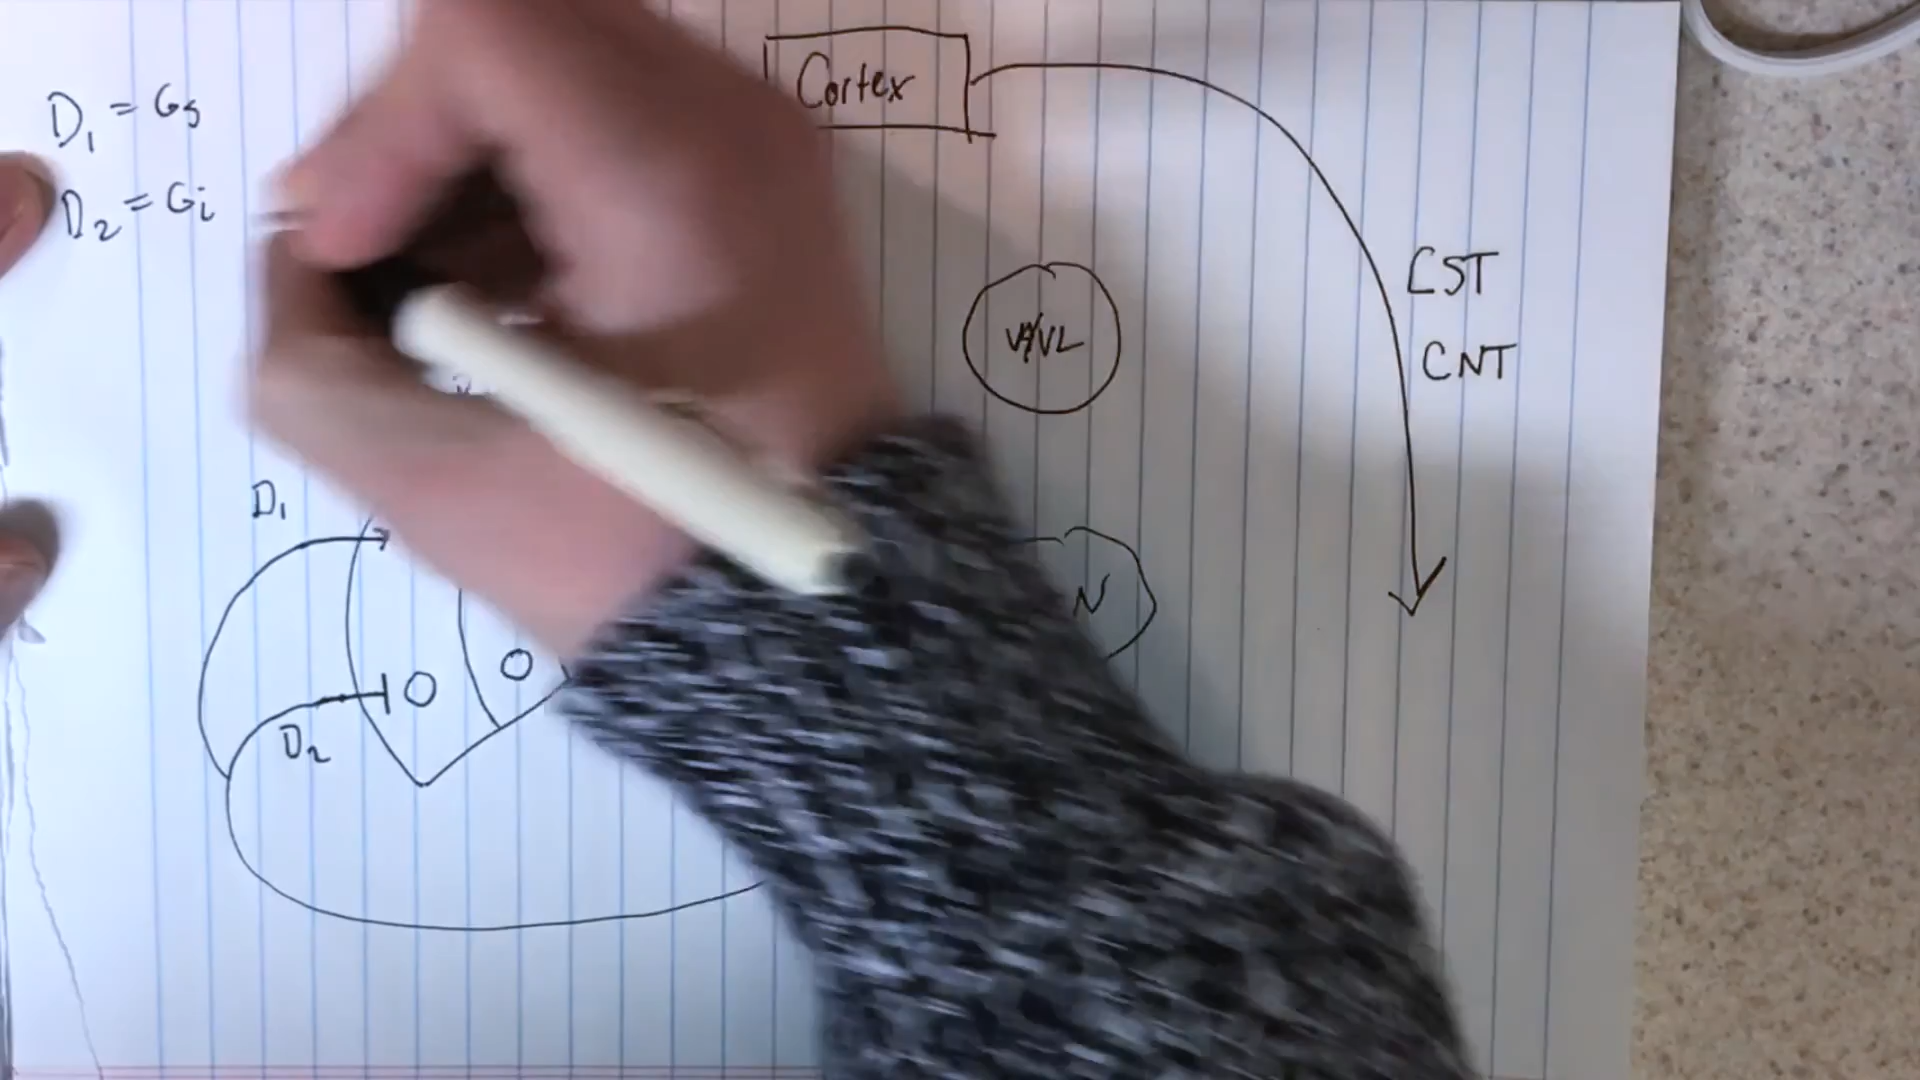 D1 = Gs
D2 = Gi
Cortex
VA/VL
CST
CNT
D1
N
D2